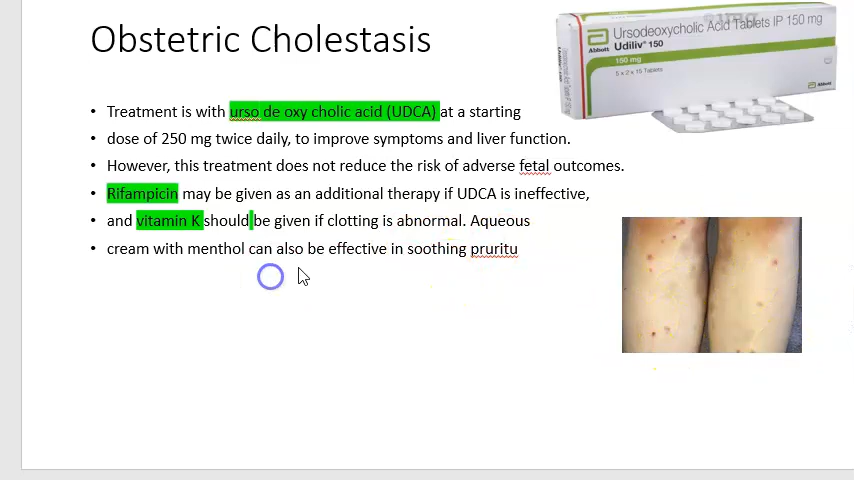 Obstetric Cholestasis
Ursodeoxycholic Acid Tablets IP 150 mg
Udiliv® 150
Abbott
150 mg
5 x 2 x 15 Tablets
Abbott
• Treatment is with urso de oxy cholic acid (UDCA) at a starting
• dose of 250 mg twice daily, to improve symptoms and liver function.
• However, this treatment does not reduce the risk of adverse fetal outcomes.
• Rifampicin may be given as an additional therapy if UDCA is ineffective,
• and vitamin K should be given if clotting is abnormal. Aqueous
• cream with menthol can also be effective in soothing pruritu